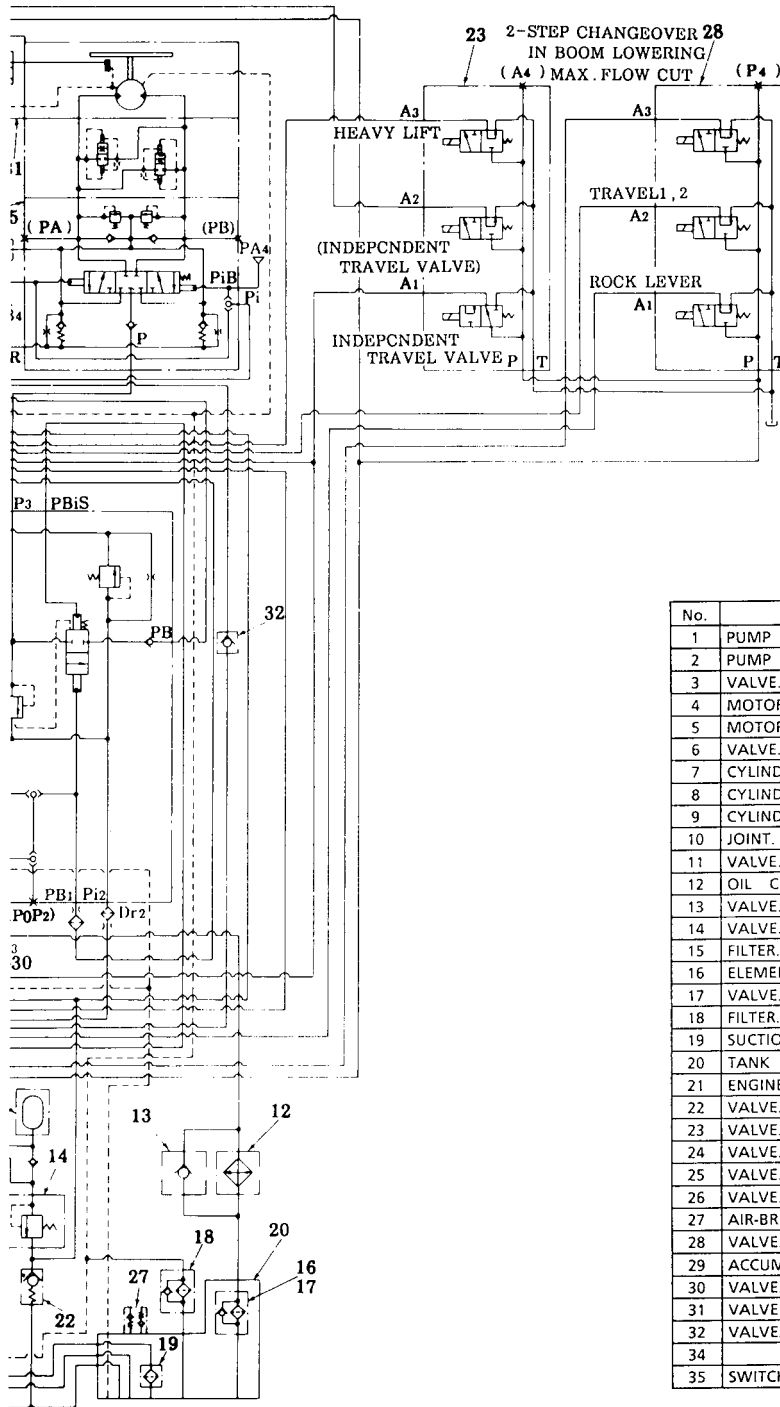 23 2-STEP CHANGEOVER 28
IN BOOM LOWERING
(A4) MAX.FLOW CUT (P4)
A3 A3
HEAVY LIFT
A2 TRAVEL1,2
A2
(INDEPCNDENT
TRAVEL VALVE)
ROCK LEVER
A1 A1
INDEPCNDENT
TRAVEL VALVE P T P T
(PA) (PB)
PA4
PiB
Pi
P
R
P3 PBiS
PB
32
PB1 Pi2
P0P2) Dr2
3
30
13 12
14
20
18
27 16
17
22
19
No.
1 PUMP
2 PUMP
3 VALVE.
4 MOTOR
5 MOTOR
6 VALVE.
7 CYLIND
8 CYLIND
9 CYLIND
10 JOINT.
11 VALVE.
12 OIL C
13 VALVE.
14 VALVE.
15 FILTER.
16 ELEMEN
17 VALVE.
18 FILTER.
19 SUCTIO
20 TANK
21 ENGINE
22 VALVE.
23 VALVE.
24 VALVE.
25 VALVE.
26 VALVE.
27 AIR-BR
28 VALVE.
29 ACCUM
30 VALVE.
31 VALVE
32 VALVE.
34
35 SWITCH